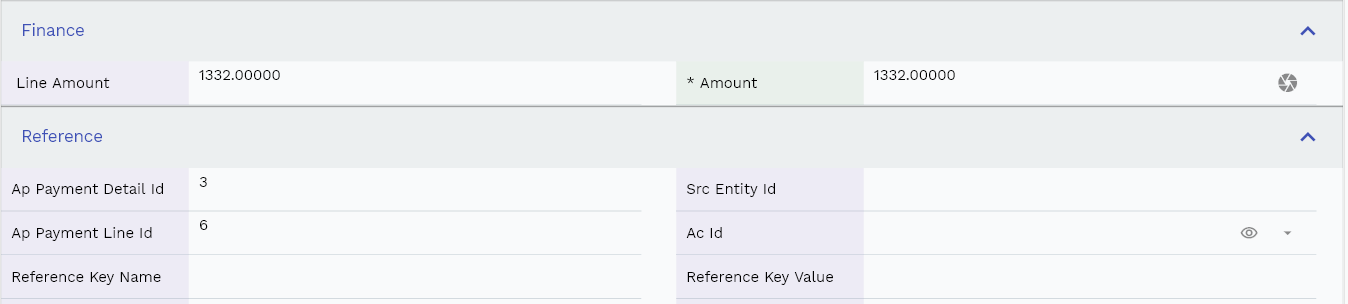 Finance
Line Amount 1332.00000 * Amount 1332.00000
Reference
Ap Payment Detail Id 3 Src Entity Id
Ap Payment Line Id 6 Ac Id
Reference Key Name Reference Key Value